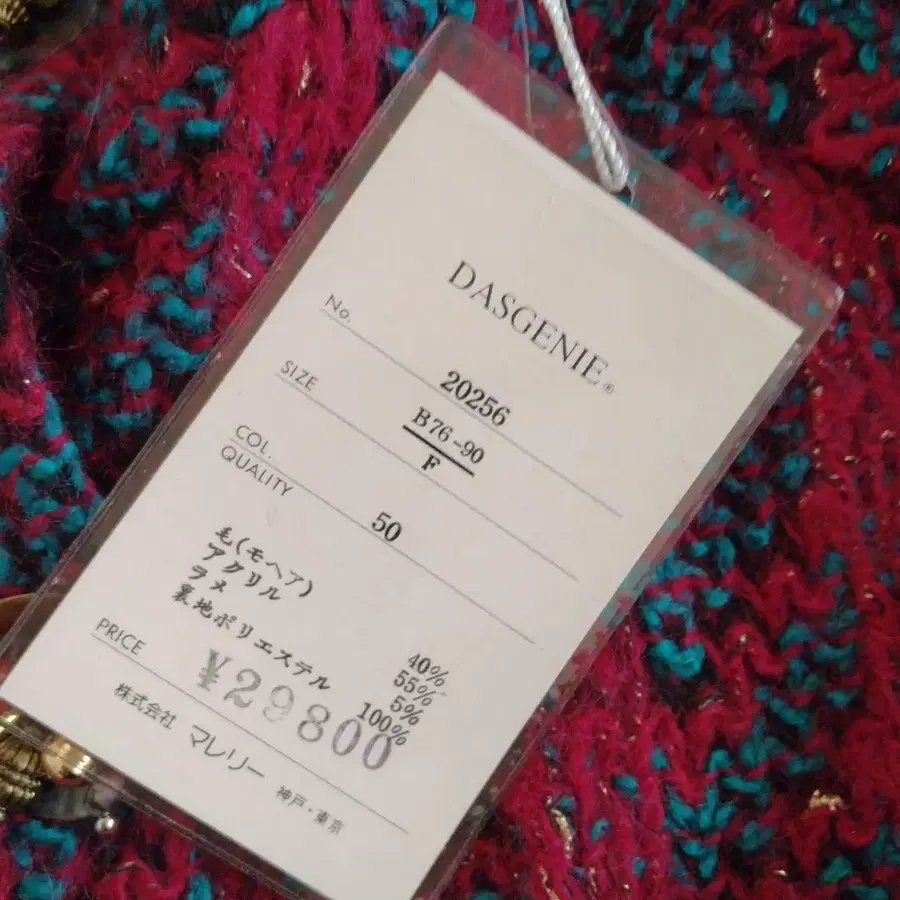 DASGENIE®
No. 20256
SIZE B76-90
F
COL. 50
QUALITY
毛(モヘア) 40%
アクリル 55%
ラメ 5%
裏地ポリエステル 100%
PRICE ¥29800
株式会社 マレリー 神戸・東京